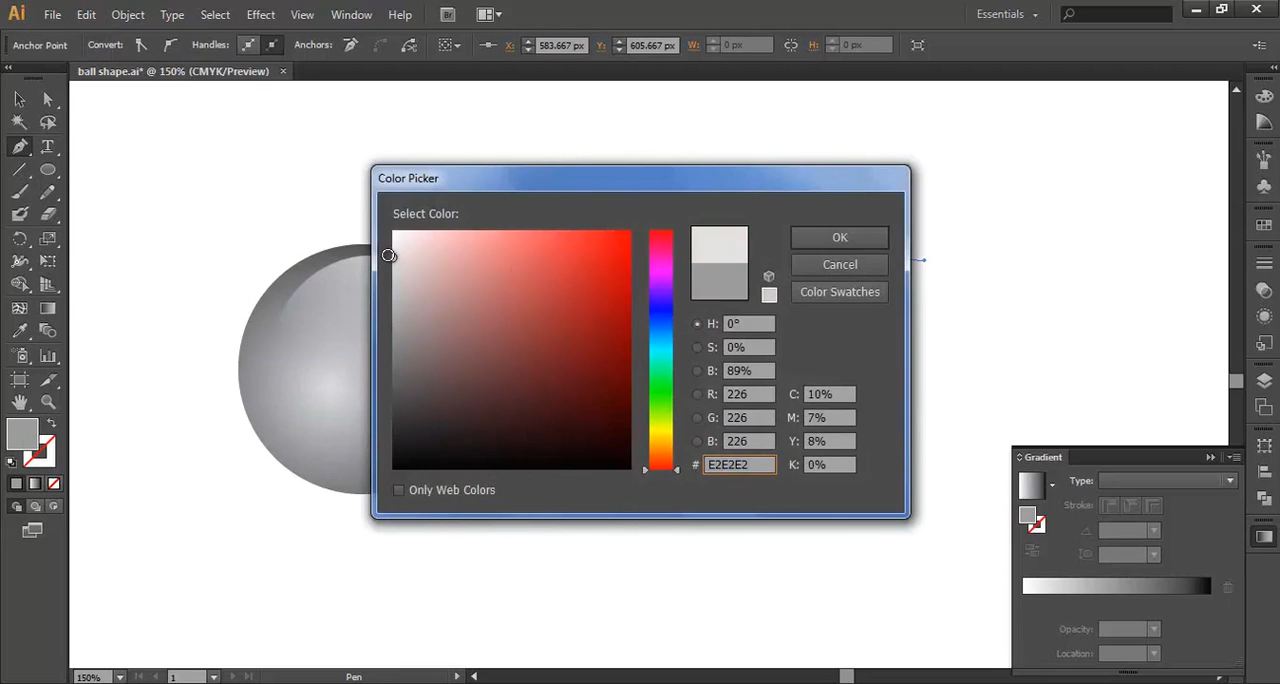 Ai File Edit Object Type Select Effect View Window Help Br Essentials
Anchor Point Convert: Handles: Anchors: X: 583.667 px Y: 605.667 px W: 0 px H: 0 px
ball shape.ai* @ 150% (CMYK/Preview) ×
Color Picker
Select Color:
OK
Cancel
Color Swatches
H: 0°
S: 0%
B: 89%
R: 226 C: 10%
G: 226 M: 7%
B: 226 Y: 8%
# E2E2E2 K: 0%
Only Web Colors
Gradient
Type:
Stroke:
Opacity:
Location:
150% 1 Pen